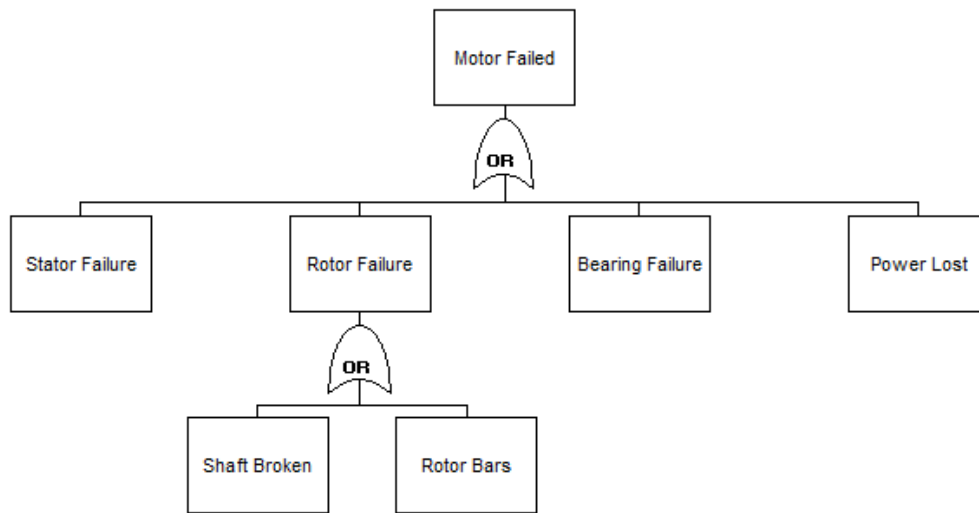 Motor Failed
OR
Stator Failure
Rotor Failure
Bearing Failure
Power Lost
OR
Shaft Broken
Rotor Bars